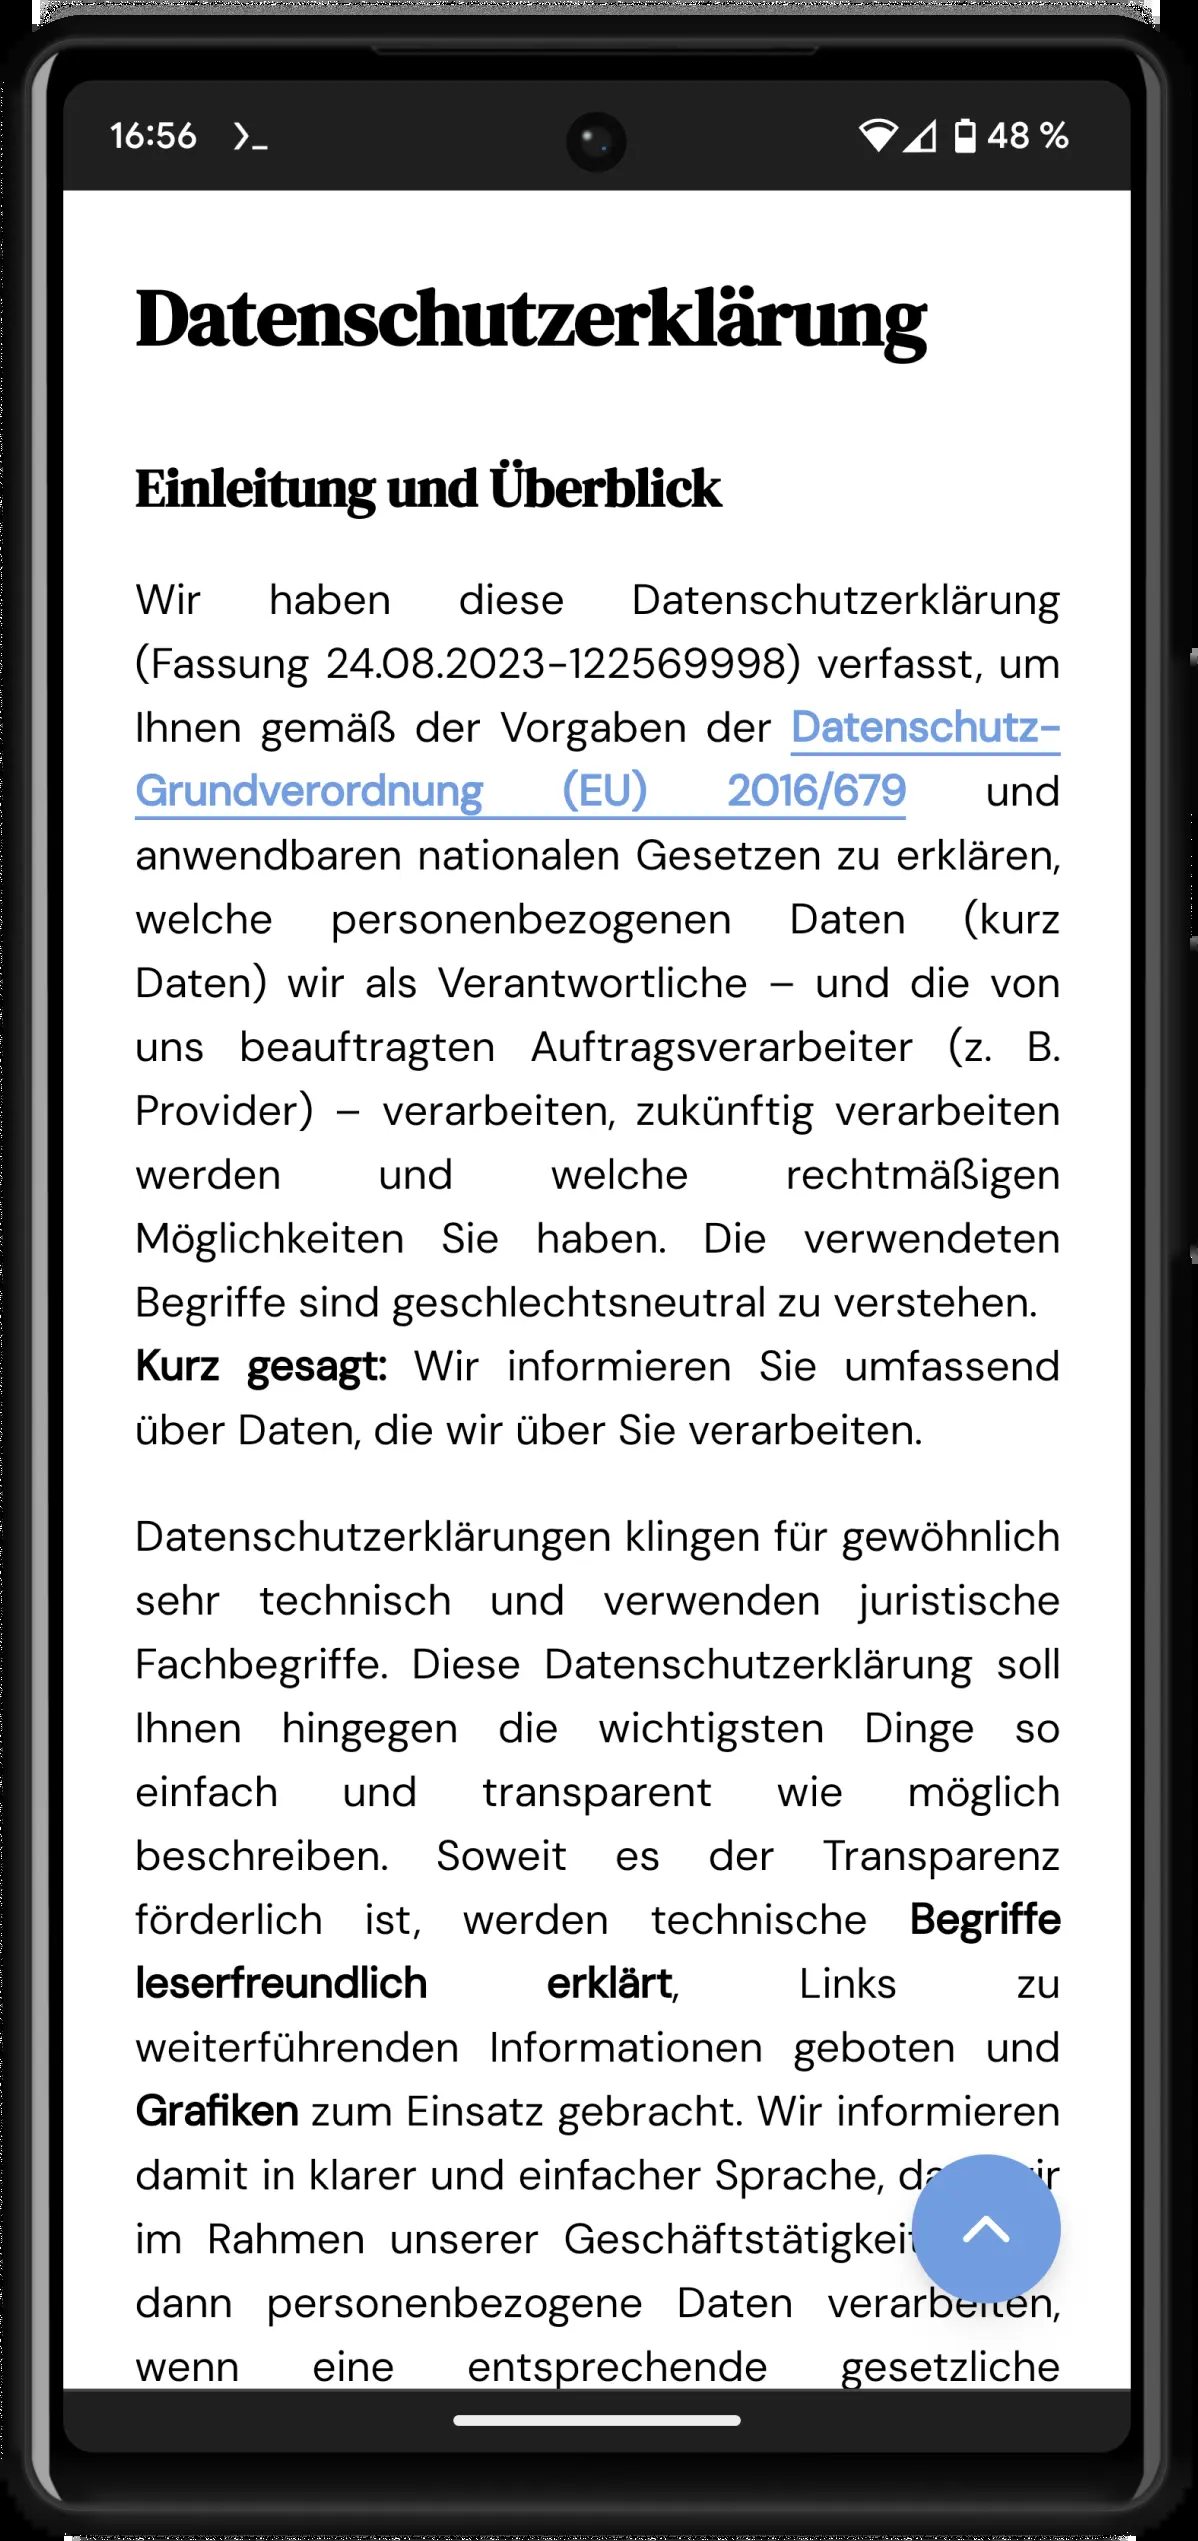 16:56 48 %
Datenschutzerklärung
Einleitung und Überblick
Wir haben diese Datenschutzerklärung
(Fassung 24.08.2023-122569998) verfasst, um
Ihnen gemäß der Vorgaben der Datenschutz-
Grundverordnung (EU) 2016/679 und
anwendbaren nationalen Gesetzen zu erklären,
welche personenbezogenen Daten (kurz
Daten) wir als Verantwortliche – und die von
uns beauftragten Auftragsverarbeiter (z. B.
Provider) – verarbeiten, zukünftig verarbeiten
werden und welche rechtmäßigen
Möglichkeiten Sie haben. Die verwendeten
Begriffe sind geschlechtsneutral zu verstehen.
Kurz gesagt: Wir informieren Sie umfassend
über Daten, die wir über Sie verarbeiten.
Datenschutzerklärungen klingen für gewöhnlich
sehr technisch und verwenden juristische
Fachbegriffe. Diese Datenschutzerklärung soll
Ihnen hingegen die wichtigsten Dinge so
einfach und transparent wie möglich
beschreiben. Soweit es der Transparenz
förderlich ist, werden technische Begriffe
leserfreundlich erklärt, Links zu
weiterführenden Informationen geboten und
Grafiken zum Einsatz gebracht. Wir informieren
damit in klarer und einfacher Sprache,
im Rahmen unserer Geschäftstätigkeit
dann personenbezogene Daten verarbeiten,
wenn eine entsprechende gesetzliche